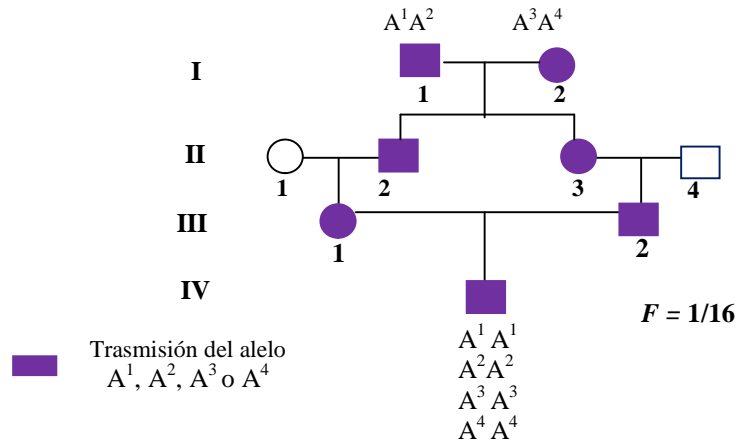 A¹A² A³A⁴
I
1 2
II
1 2 3 4
III
1 2
IV
F = 1/16
A¹ A¹
A²A²
A³ A³
A⁴ A⁴
Trasmisión del alelo
A¹, A², A³ o A⁴